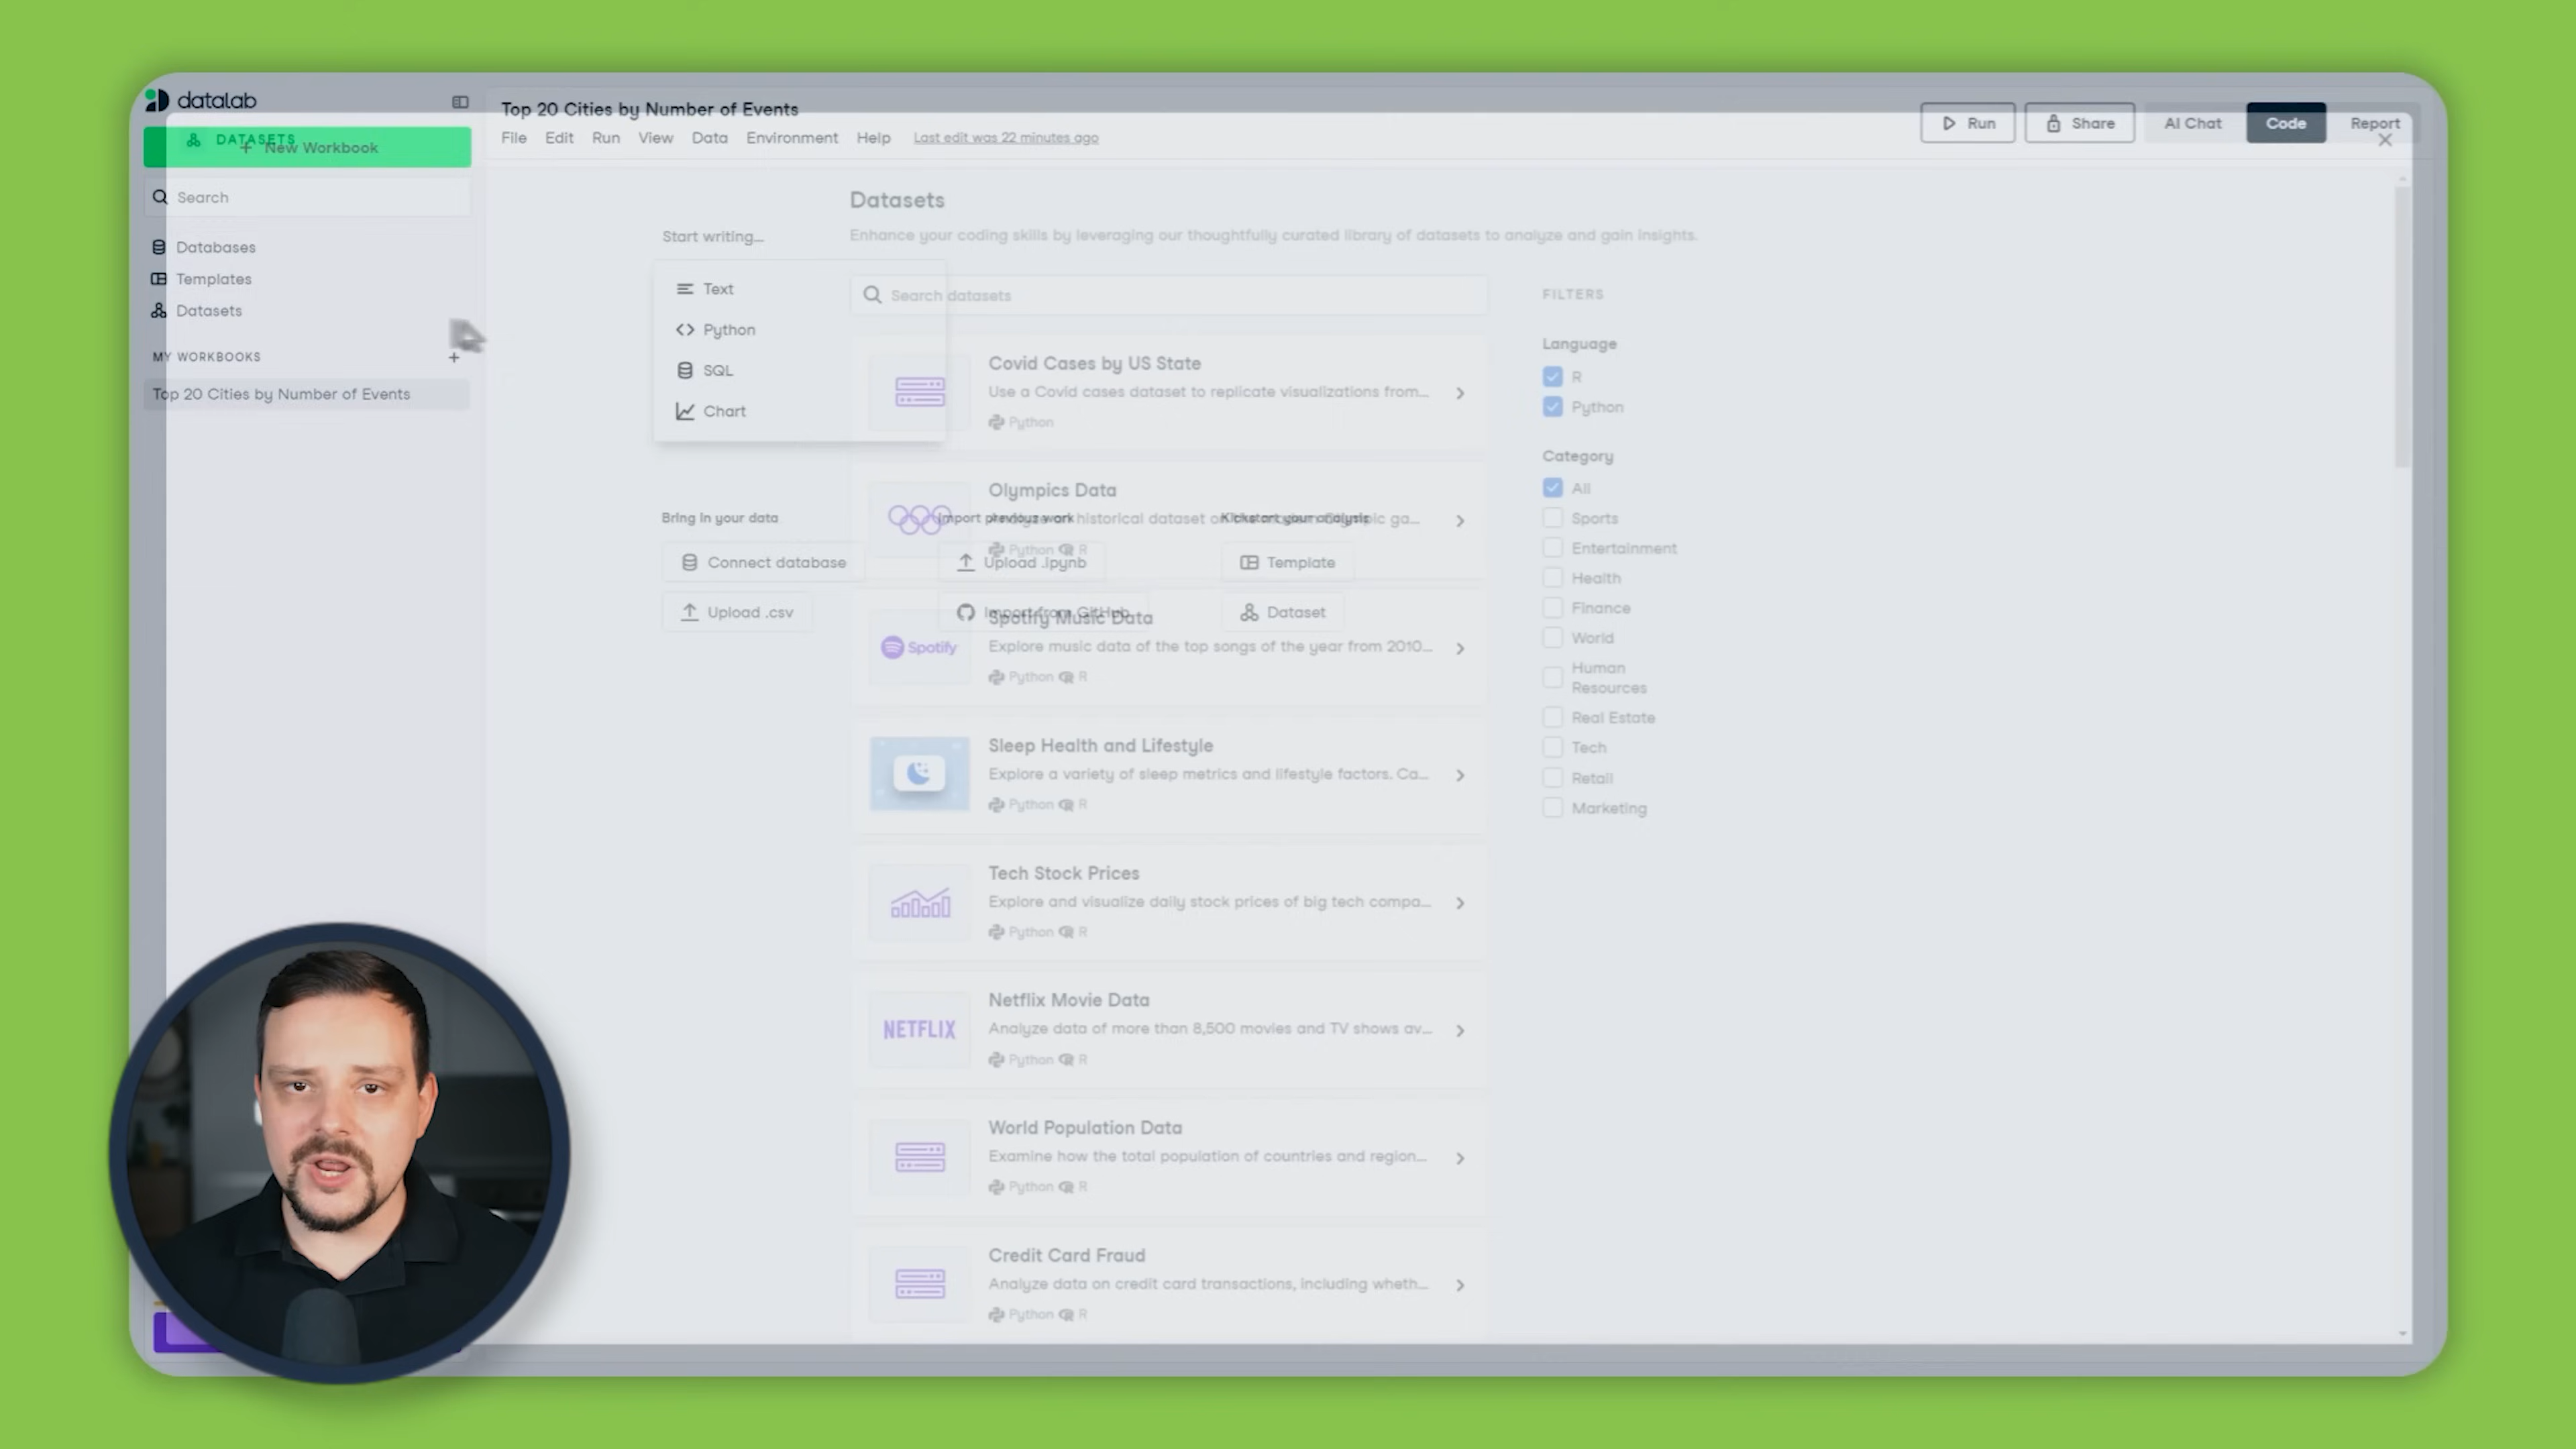 datalab
DATASETS
+ New Workbook
Search
Databases
Templates
Datasets
MY WORKBOOKS +
Top 20 Cities by Number of Events
Top 20 Cities by Number of Events
File Edit Run View Data Environment Help Last edit was 22 minutes ago
Run Share AI Chat Code Report
Start writing...
Text
Python
SQL
Chart
Bring in your data
Connect database
Upload .csv
Import previous work
Upload .ipynb
Import from GitHub
Kickstart your analysis
Template
Dataset
Datasets
Enhance your coding skills by leveraging our thoughtfully curated library of datasets to analyze and gain insights.
Search datasets
Covid Cases by US State
Use a Covid cases dataset to replicate visualizations from...
Python
Olympics Data
historical dataset
Python R
Spotify
Spotify Music Data
Explore music data of the top songs of the year from 2010...
Python R
Sleep Health and Lifestyle
Explore a variety of sleep metrics and lifestyle factors. Ca...
Python R
Tech Stock Prices
Explore and visualize daily stock prices of big tech compa...
Python R
NETFLIX
Netflix Movie Data
Analyze data of more than 8,500 movies and TV shows av...
Python R
World Population Data
Examine how the total population of countries and region...
Python R
Credit Card Fraud
Analyze data on credit card transactions, including wheth...
Python R
FILTERS
Language
R
Python
Category
All
Sports
Entertainment
Health
Finance
World
Human
Resources
Real Estate
Tech
Retail
Marketing